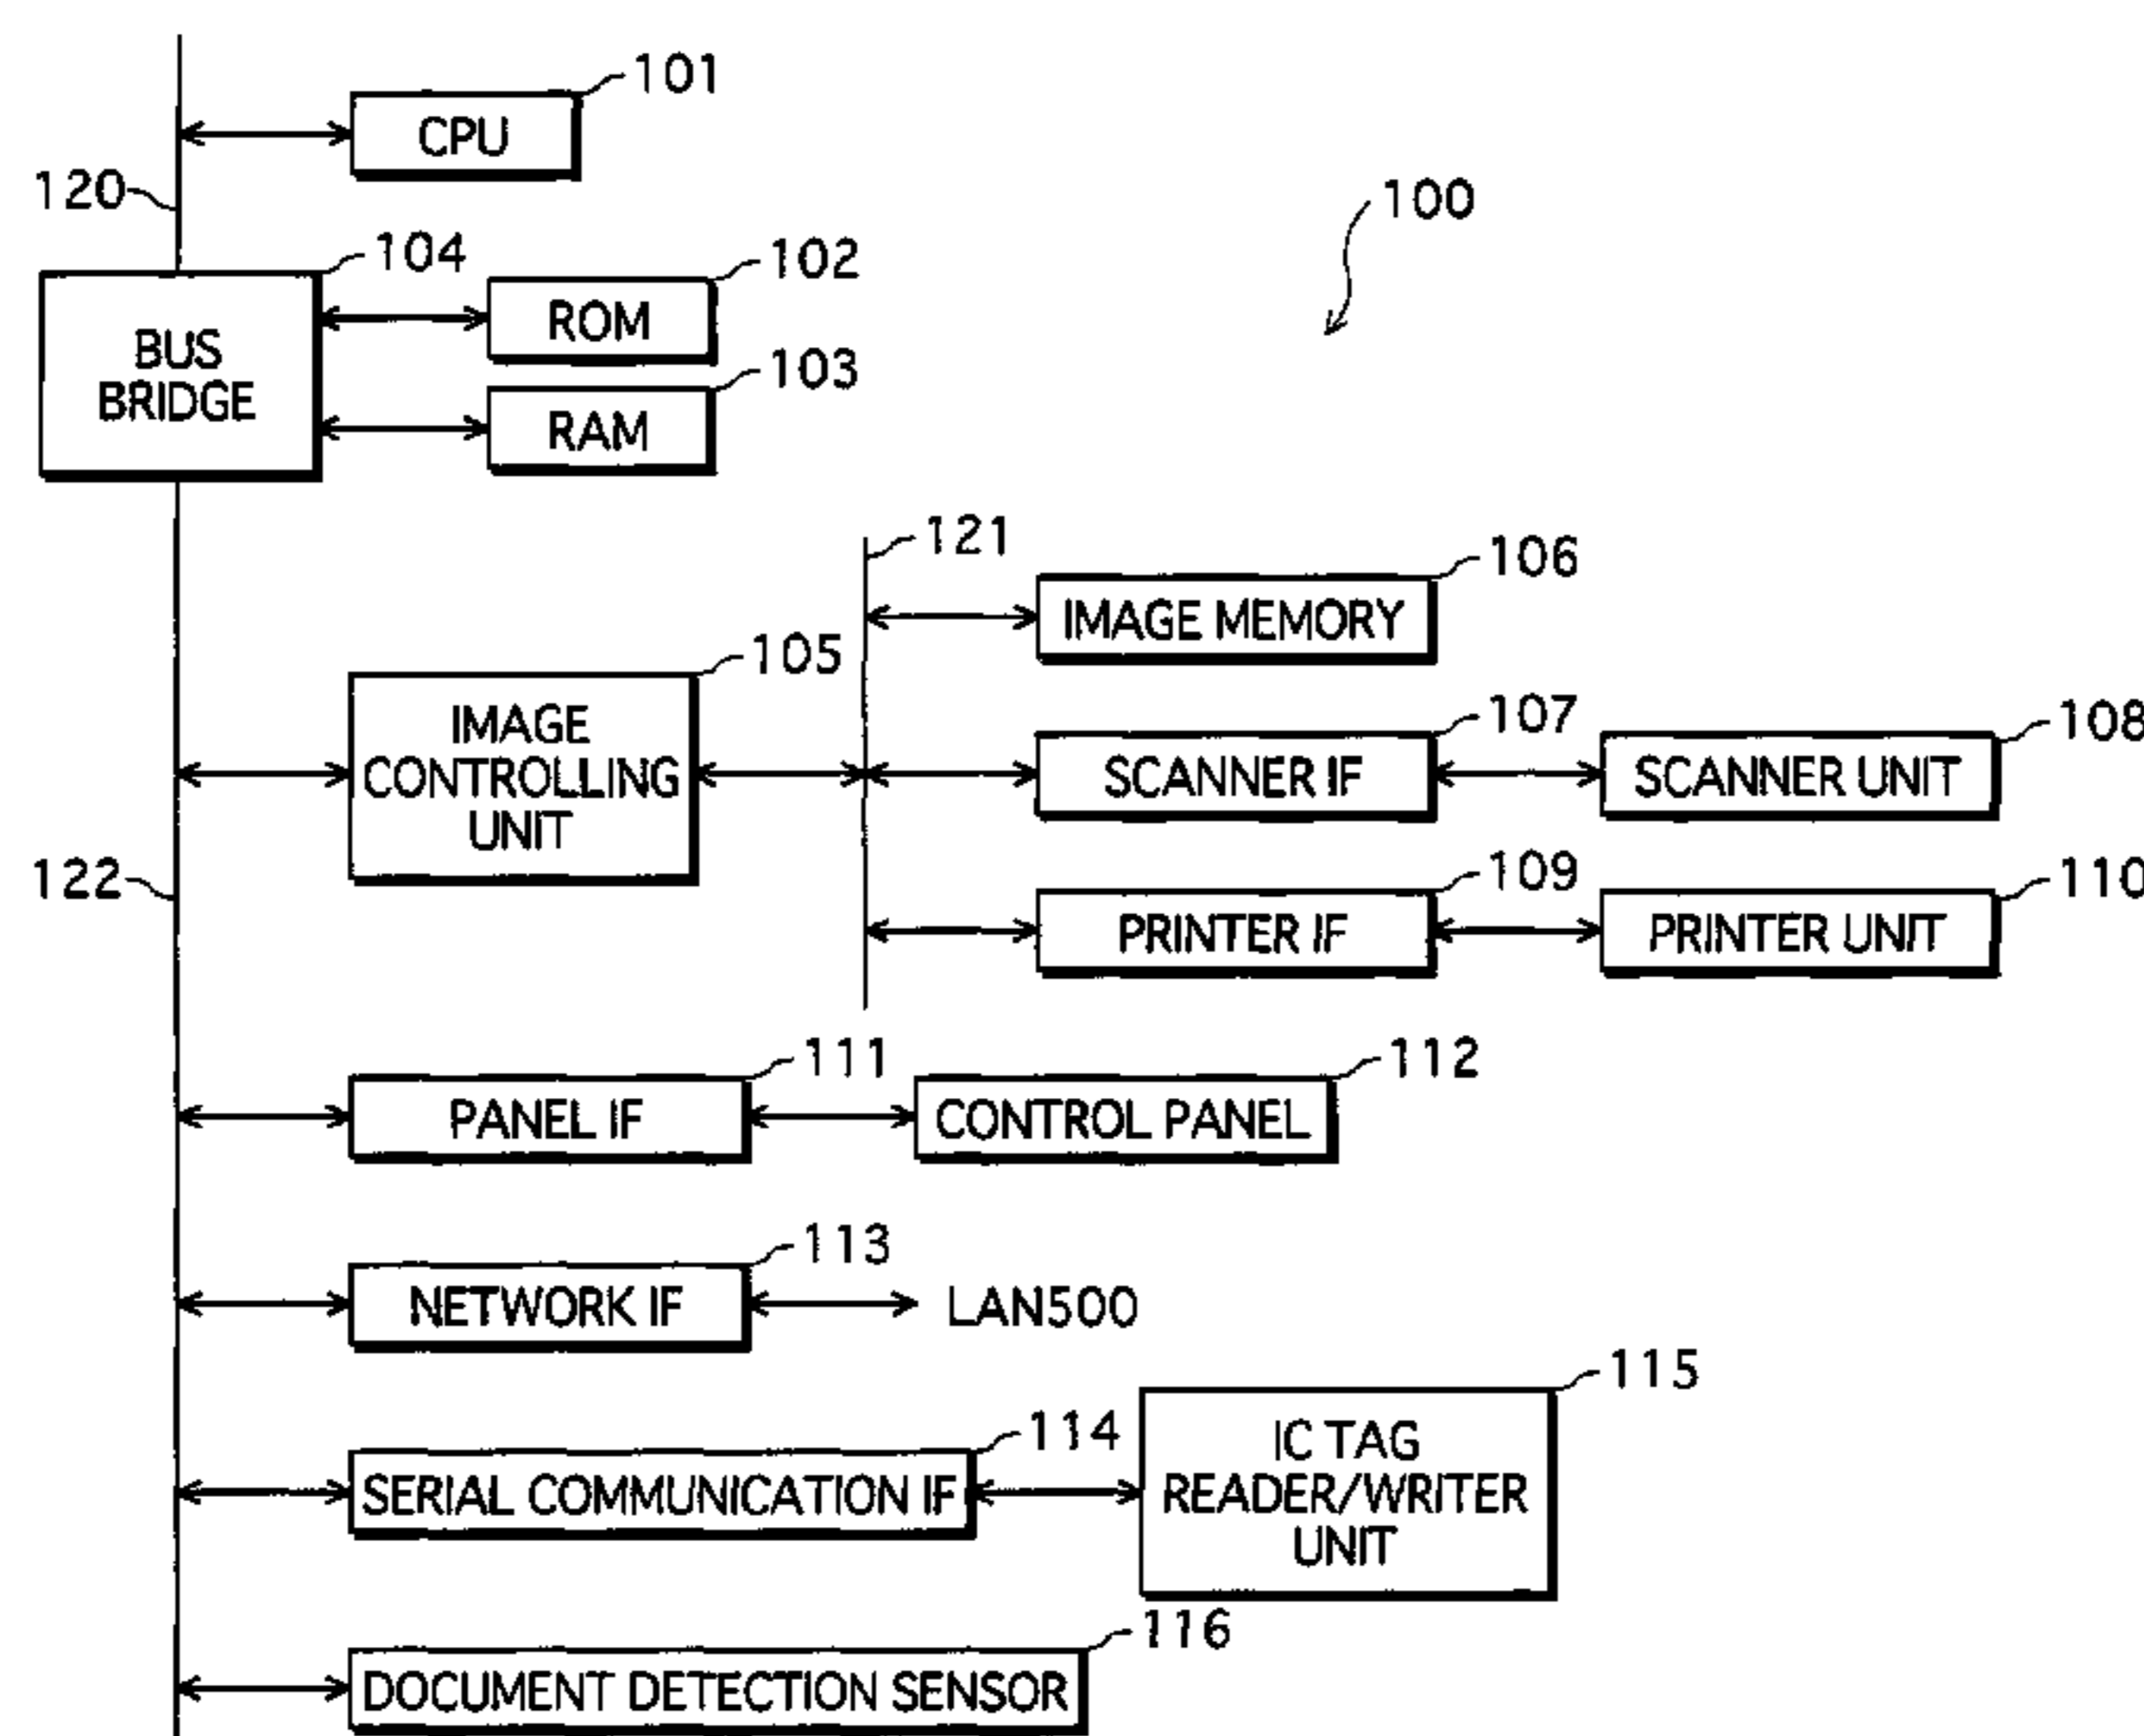 101
CPU
120
100
104
102
BUS
BRIDGE
ROM
103
RAM
121
106
IMAGE MEMORY
105
107
108
IMAGE
CONTROLLING
UNIT
SCANNER IF
SCANNER UNIT
122
109
110
PRINTER IF
PRINTER UNIT
111
112
PANEL IF
CONTROL PANEL
113
NETWORK IF
LAN500
115
114
SERIAL COMMUNICATION IF
IC TAG
READER/WRITER
UNIT
116
DOCUMENT DETECTION SENSOR